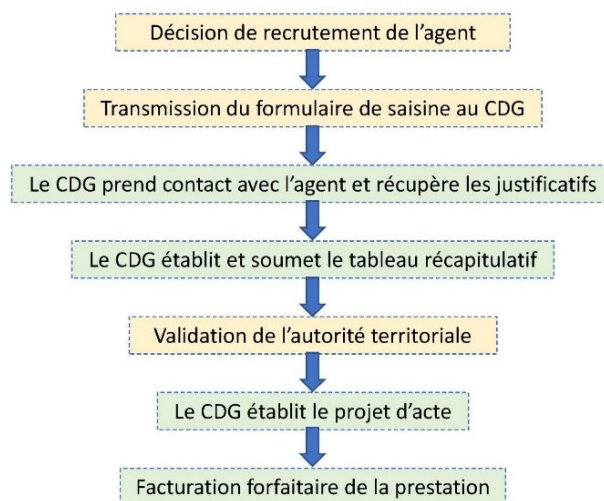 Décision de recrutement de l’agent
Transmission du formulaire de saisine au CDG
Le CDG prend contact avec l’agent et récupère les justificatifs
Le CDG établit et soumet le tableau récapitulatif
Validation de l’autorité territoriale
Le CDG établit le projet d’acte
Facturation forfaitaire de la prestation